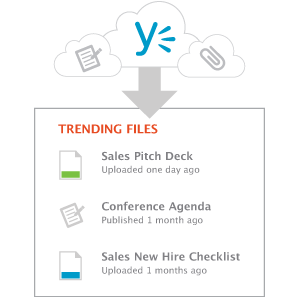 y
TRENDING FILES
Sales Pitch Deck
Uploaded one day ago
Conference Agenda
Published 1 month ago
Sales New Hire Checklist
Uploaded 1 months ago